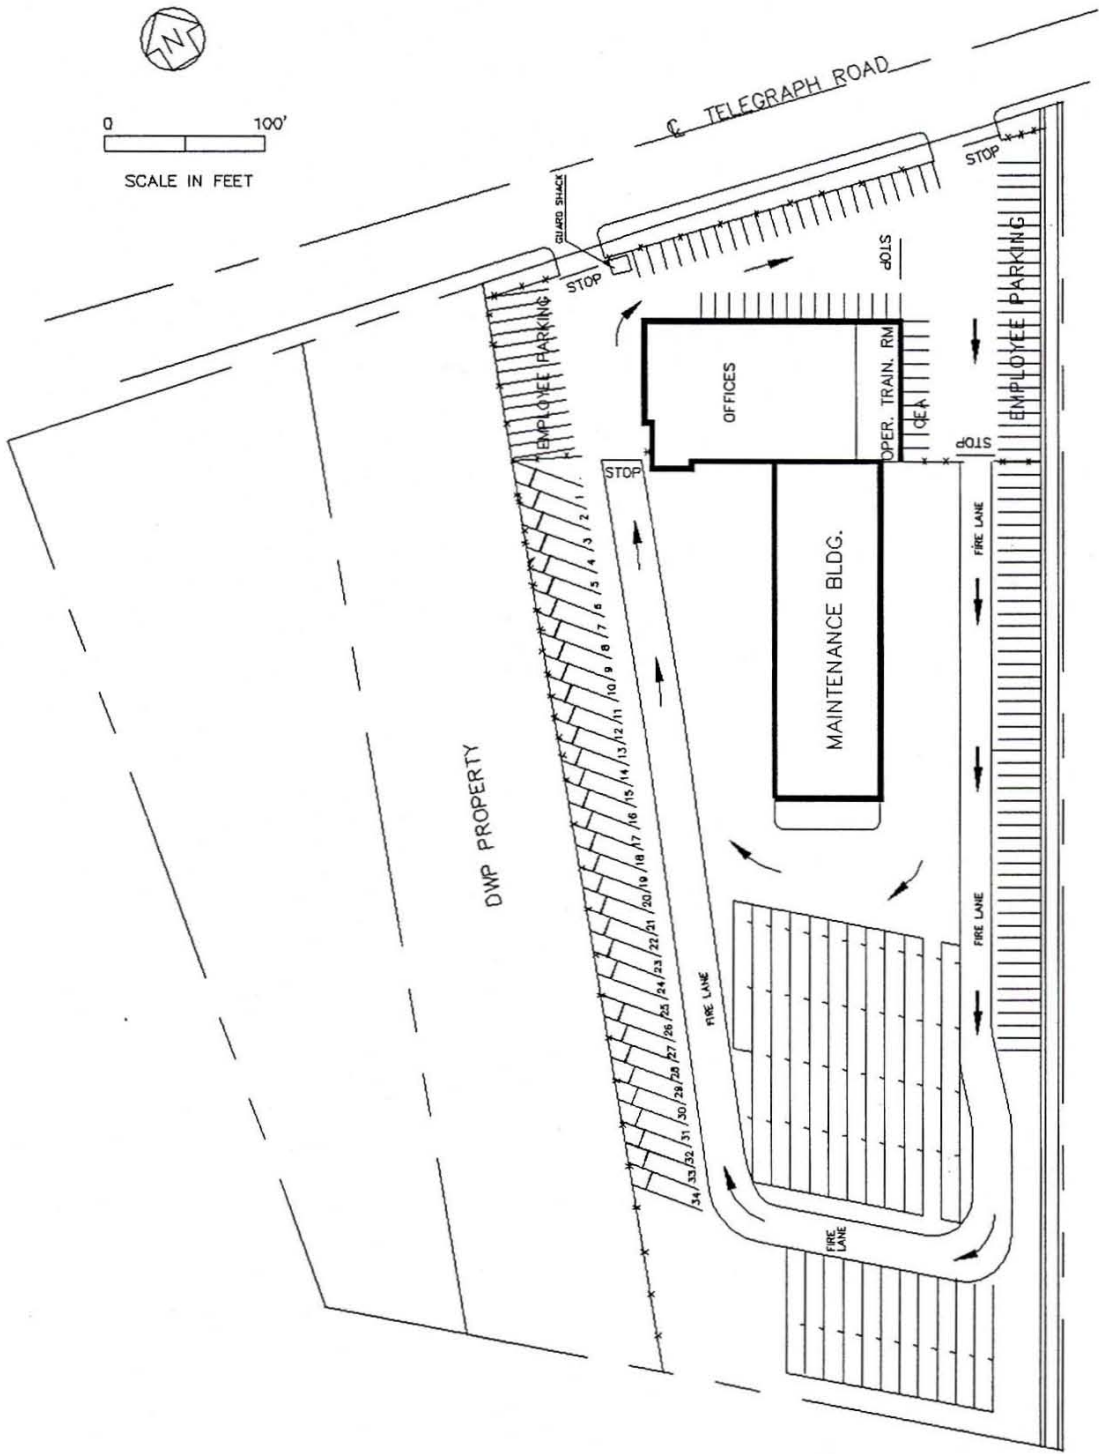 N
0 100'
SCALE IN FEET
℄ TELEGRAPH ROAD
GUARD SHACK
STOP
STOP
STOP
EMPLOYEE PARKING
EMPLOYEE PARKING
OFFICES
OPER. TRAIN. RM
OEA
STOP
STOP
FIRE LANE
MAINTENANCE BLDG.
DWP PROPERTY
1
2
3
4
5
6
7
8
9
10
11
12
13
14
15
16
17
18
19
20
21
22
23
24
25
26
27
28
29
30
31
32
33
34
FIRE LANE
FIRE LANE
FIRE
LANE